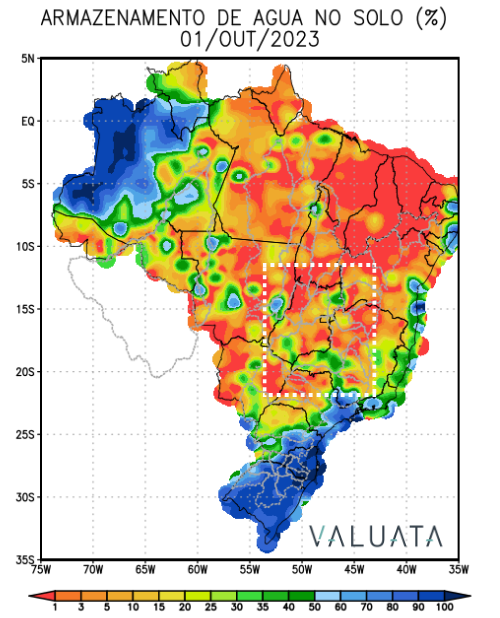 ARMAZENAMENTO DE AGUA NO SOLO (%)
01/OUT/2023
5N
EQ
5S
10S
15S
20S
25S
30S
35S
75W 70W 65W 60W 55W 50W 45W 40W 35W
VALUATA
1 3 5 10 15 20 25 30 35 40 50 60 70 80 90 100